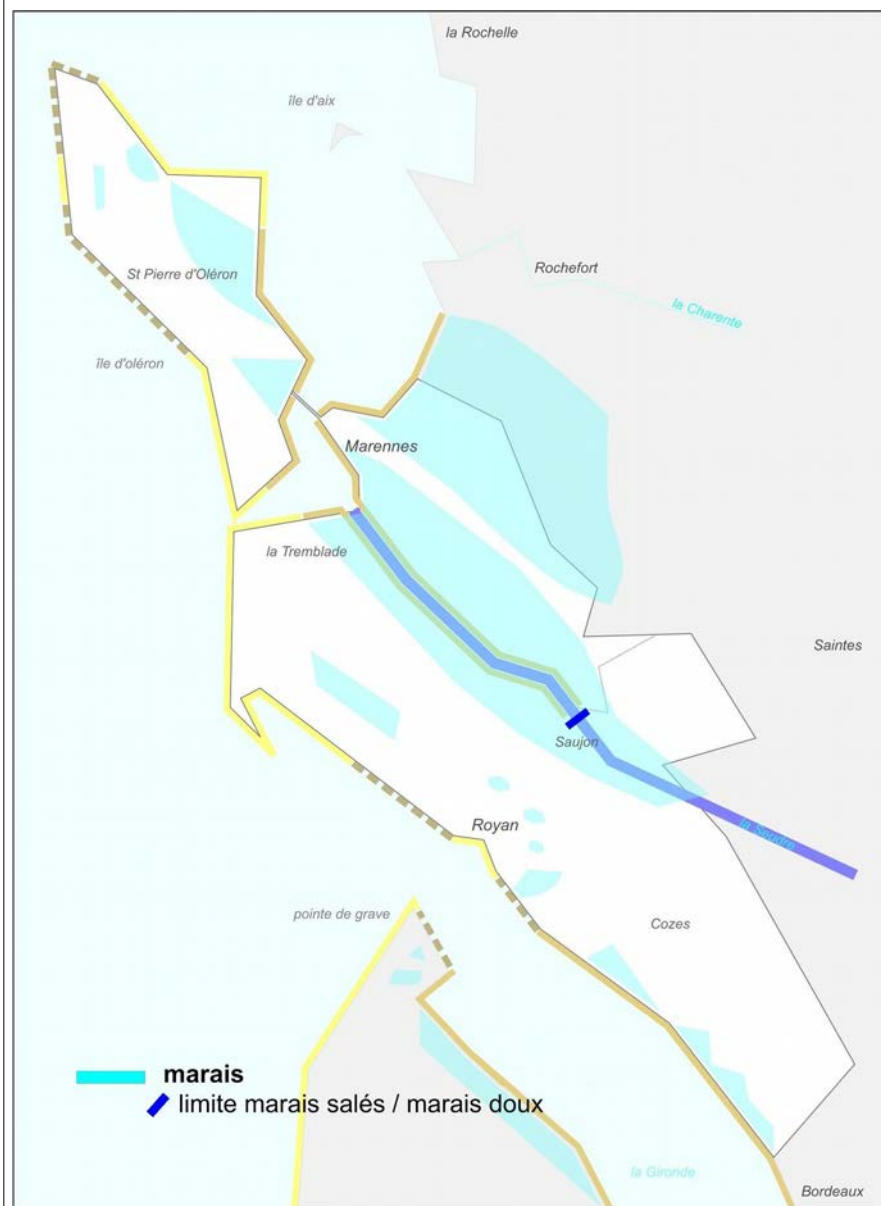 la Rochelle
île d'aix
Rochefort
la Charente
St Pierre d'Oléron
île d'oléron
Marennes
la Tremblade
Saintes
Saujon
Royan
la Seudre
pointe de grave
Cozes
marais
limite marais salés / marais doux
la Gironde
Bordeaux